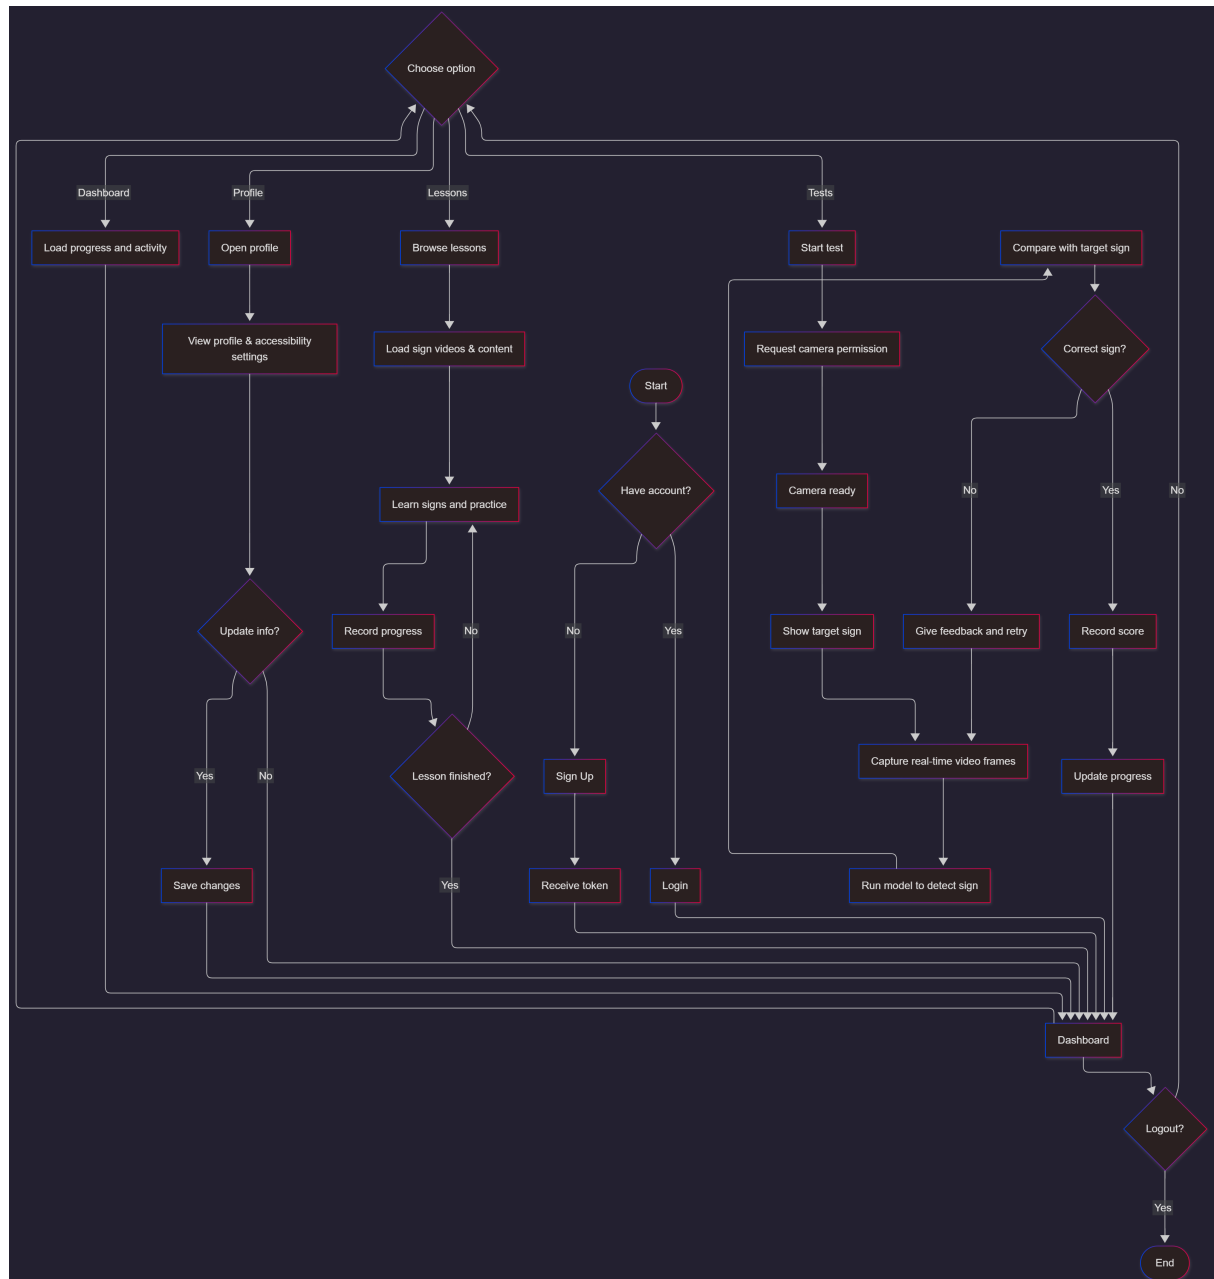 Choose option
Dashboard
Profile
Lessons
Tests
Load progress and activity
Open profile
Browse lessons
Start test
Compare with target sign
View profile & accessibility
settings
Load sign videos & content
Request camera permission
Correct sign?
Start
Have account?
Camera ready
No
Yes
No
Learn signs and practice
Update info?
Record progress
No
No
Yes
Show target sign
Give feedback and retry
Record score
Yes
No
Lesson finished?
Sign Up
Capture real-time video frames
Update progress
Save changes
Yes
Receive token
Login
Run model to detect sign
Dashboard
Logout?
Yes
End